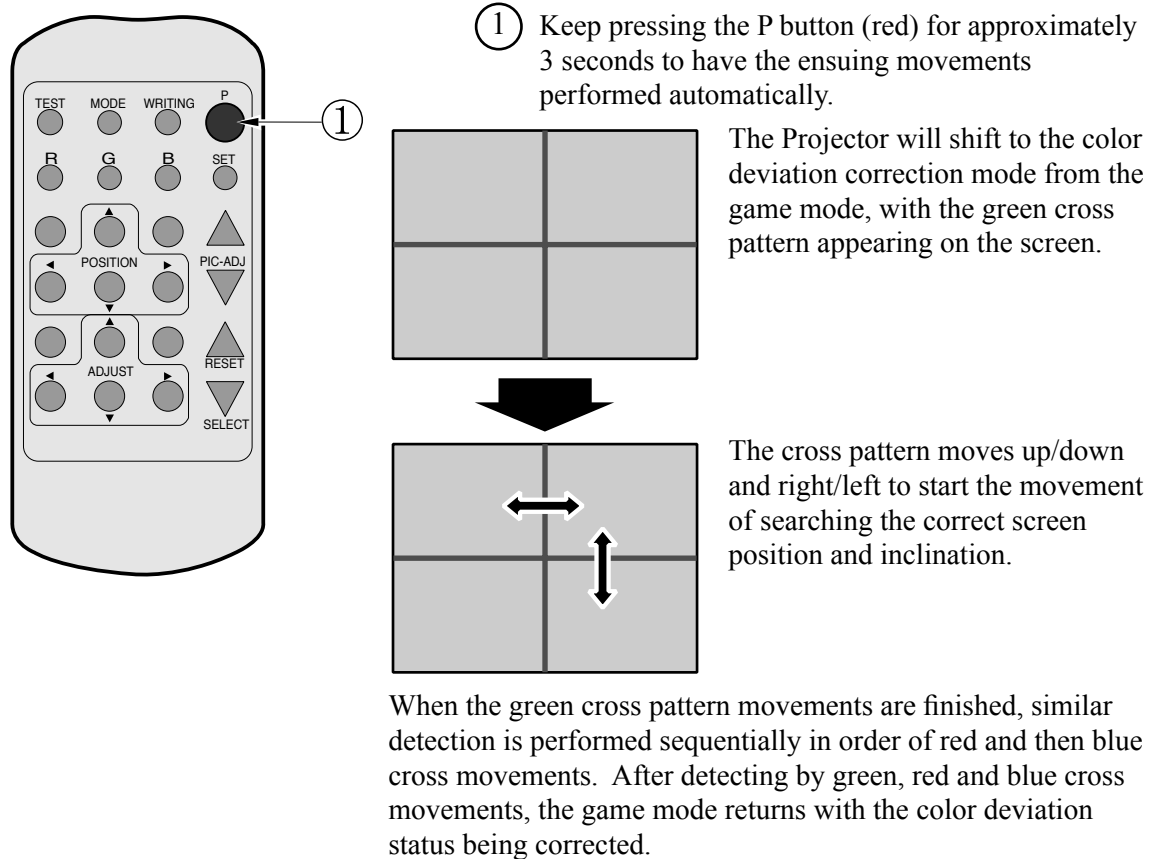 1 Keep pressing the P button (red) for approximately
3 seconds to have the ensuing movements
performed automatically.
TEST MODE WRITING P
1
R G B SET
POSITION PIC-ADJ
RESET
ADJUST
SELECT
The Projector will shift to the color
deviation correction mode from the
game mode, with the green cross
pattern appearing on the screen.
The cross pattern moves up/down
and right/left to start the movement
of searching the correct screen
position and inclination.
When the green cross pattern movements are finished, similar
detection is performed sequentially in order of red and then blue
cross movements.  After detecting by green, red and blue cross
movements, the game mode returns with the color deviation
status being corrected.